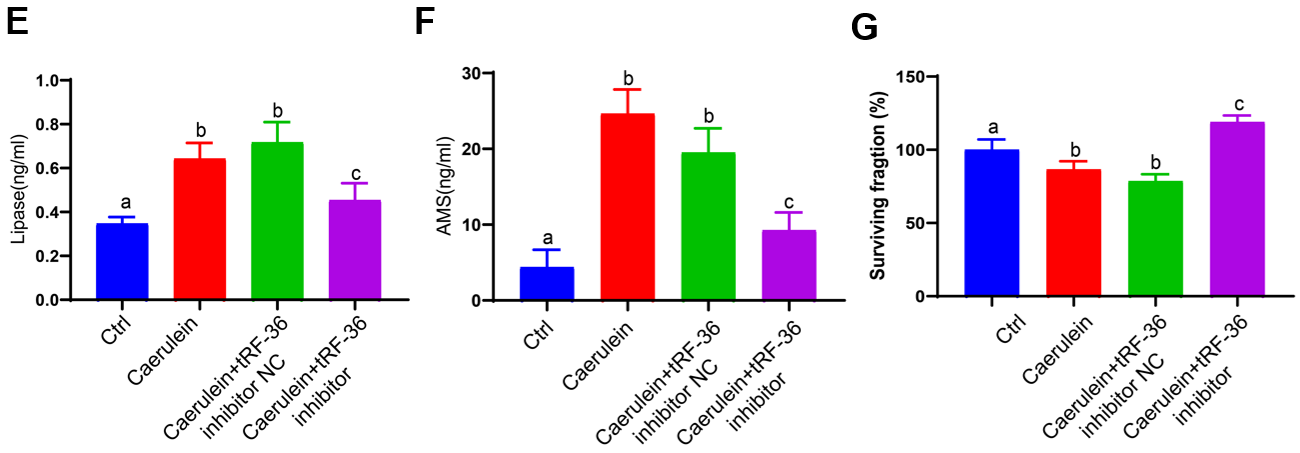 E
Lipase(ng/ml)
1.0
0.8
0.6
0.4
0.2
0.0
a
b
b
c
Ctrl
Caerulein
Caerulein+tRF-36
inhibitor NC
Caerulein+tRF-36
inhibitor
F
AMS(ng/ml)
30
20
10
0
a
b
b
c
Ctrl
Caerulein
Caerulein+tRF-36
inhibitor NC
Caerulein+tRF-36
inhibitor
G
Surviving fragtion (%)
150
100
50
0
a
b
b
c
Ctrl
Caerulein
Caerulein+tRF-36
inhibitor NC
Caerulein+tRF-36
inhibitor